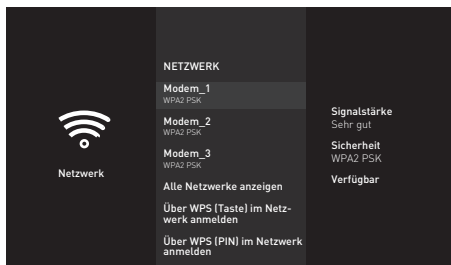 Netzwerk
NETZWERK
Modem_1
WPA2 PSK
Modem_2
WPA2 PSK
Modem_3
WPA2 PSK
Alle Netzwerke anzeigen
Über WPS (Taste) im Netz-
werk anmelden
Über WPS (PIN) im Netzwerk
anmelden
Signalstärke
Sehr gut
Sicherheit
WPA2 PSK
Verfügbar